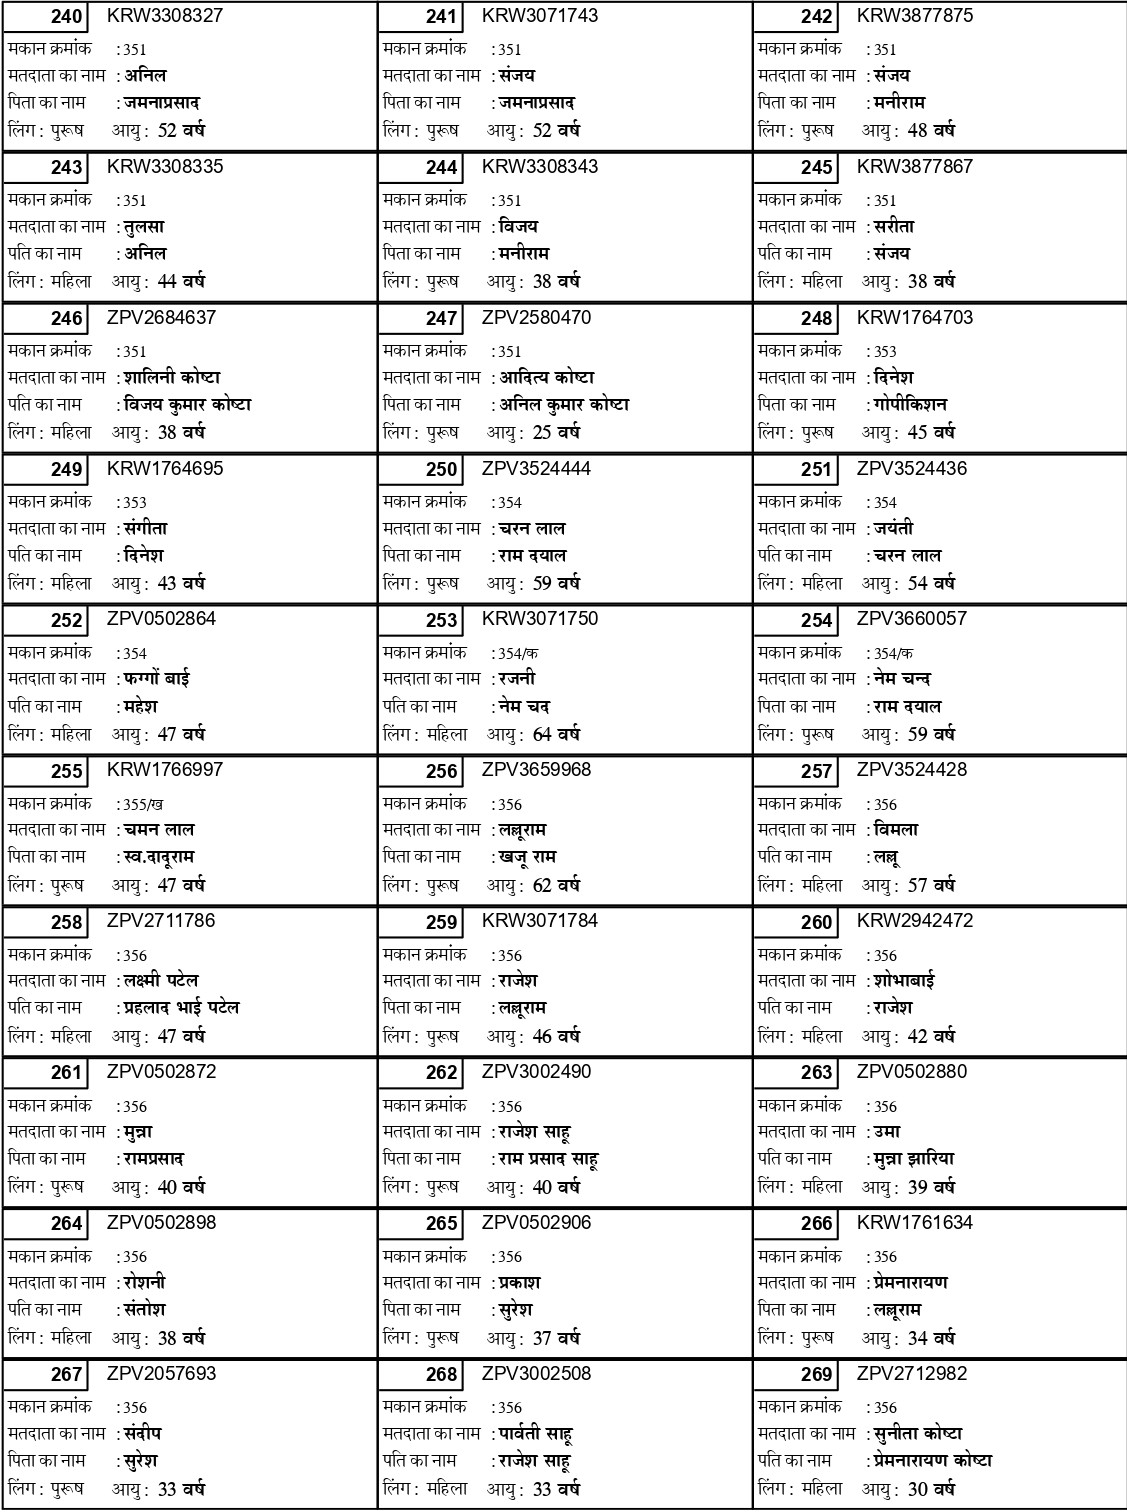 240 KRW3308327
मकान क्रमांक : 351
मतदाता का नाम : अनिल
पिता का नाम : जमनाप्रसाद
लिंग : पुरूष आयु : 52 वर्ष
241 KRW3071743
मकान क्रमांक : 351
मतदाता का नाम : संजय
पिता का नाम : जमनाप्रसाद
लिंग : पुरूष आयु : 52 वर्ष
242 KRW3877875
मकान क्रमांक : 351
मतदाता का नाम : संजय
पिता का नाम : मनीराम
लिंग : पुरूष आयु : 48 वर्ष
243 KRW3308335
मकान क्रमांक : 351
मतदाता का नाम : तुलसा
पति का नाम : अनिल
लिंग : महिला आयु : 44 वर्ष
244 KRW3308343
मकान क्रमांक : 351
मतदाता का नाम : विजय
पिता का नाम : मनीराम
लिंग : पुरूष आयु : 38 वर्ष
245 KRW3877867
मकान क्रमांक : 351
मतदाता का नाम : सरीता
पति का नाम : संजय
लिंग : महिला आयु : 38 वर्ष
246 ZPV2684637
मकान क्रमांक : 351
मतदाता का नाम : शालिनी कोष्टा
पति का नाम : विजय कुमार कोष्टा
लिंग : महिला आयु : 38 वर्ष
247 ZPV2580470
मकान क्रमांक : 351
मतदाता का नाम : आदित्य कोष्टा
पिता का नाम : अनिल कुमार कोष्टा
लिंग : पुरूष आयु : 25 वर्ष
248 KRW1764703
मकान क्रमांक : 353
मतदाता का नाम : दिनेश
पिता का नाम : गोपीकिशन
लिंग : पुरूष आयु : 45 वर्ष
249 KRW1764695
मकान क्रमांक : 353
मतदाता का नाम : संगीता
पति का नाम : दिनेश
लिंग : महिला आयु : 43 वर्ष
250 ZPV3524444
मकान क्रमांक : 354
मतदाता का नाम : चरन लाल
पिता का नाम : राम दयाल
लिंग : पुरूष आयु : 59 वर्ष
251 ZPV3524436
मकान क्रमांक : 354
मतदाता का नाम : जयंती
पति का नाम : चरन लाल
लिंग : महिला आयु : 54 वर्ष
252 ZPV0502864
मकान क्रमांक : 354
मतदाता का नाम : फग्गों बाई
पति का नाम : महेश
लिंग : महिला आयु : 47 वर्ष
253 KRW3071750
मकान क्रमांक : 354/क
मतदाता का नाम : रजनी
पति का नाम : नेम चद
लिंग : महिला आयु : 64 वर्ष
254 ZPV3660057
मकान क्रमांक : 354/क
मतदाता का नाम : नेम चन्द
पिता का नाम : राम दयाल
लिंग : पुरूष आयु : 59 वर्ष
255 KRW1766997
मकान क्रमांक : 355/ख
मतदाता का नाम : चमन लाल
पिता का नाम : स्व.दादूराम
लिंग : पुरूष आयु : 47 वर्ष
256 ZPV3659968
मकान क्रमांक : 356
मतदाता का नाम : लल्लूराम
पिता का नाम : खजू राम
लिंग : पुरूष आयु : 62 वर्ष
257 ZPV3524428
मकान क्रमांक : 356
मतदाता का नाम : विमला
पति का नाम : लल्लू
लिंग : महिला आयु : 57 वर्ष
258 ZPV2711786
मकान क्रमांक : 356
मतदाता का नाम : लक्ष्मी पटेल
पति का नाम : प्रहलाद भाई पटेल
लिंग : महिला आयु : 47 वर्ष
259 KRW3071784
मकान क्रमांक : 356
मतदाता का नाम : राजेश
पिता का नाम : लल्लूराम
लिंग : पुरूष आयु : 46 वर्ष
260 KRW2942472
मकान क्रमांक : 356
मतदाता का नाम : शोभाबाई
पति का नाम : राजेश
लिंग : महिला आयु : 42 वर्ष
261 ZPV0502872
मकान क्रमांक : 356
मतदाता का नाम : मुन्ना
पिता का नाम : रामप्रसाद
लिंग : पुरूष आयु : 40 वर्ष
262 ZPV3002490
मकान क्रमांक : 356
मतदाता का नाम : राजेश साहू
पिता का नाम : राम प्रसाद साहू
लिंग : पुरूष आयु : 40 वर्ष
263 ZPV0502880
मकान क्रमांक : 356
मतदाता का नाम : उमा
पति का नाम : मुन्ना झारिया
लिंग : महिला आयु : 39 वर्ष
264 ZPV0502898
मकान क्रमांक : 356
मतदाता का नाम : रोशनी
पति का नाम : संतोश
लिंग : महिला आयु : 38 वर्ष
265 ZPV0502906
मकान क्रमांक : 356
मतदाता का नाम : प्रकाश
पिता का नाम : सुरेश
लिंग : पुरूष आयु : 37 वर्ष
266 KRW1761634
मकान क्रमांक : 356
मतदाता का नाम : प्रेमनारायण
पिता का नाम : लल्लूराम
लिंग : पुरूष आयु : 34 वर्ष
267 ZPV2057693
मकान क्रमांक : 356
मतदाता का नाम : संदीप
पिता का नाम : सुरेश
लिंग : पुरूष आयु : 33 वर्ष
268 ZPV3002508
मकान क्रमांक : 356
मतदाता का नाम : पार्वती साहू
पति का नाम : राजेश साहू
लिंग : महिला आयु : 33 वर्ष
269 ZPV2712982
मकान क्रमांक : 356
मतदाता का नाम : सुनीता कोष्टा
पति का नाम : प्रेमनारायण कोष्टा
लिंग : महिला आयु : 30 वर्ष